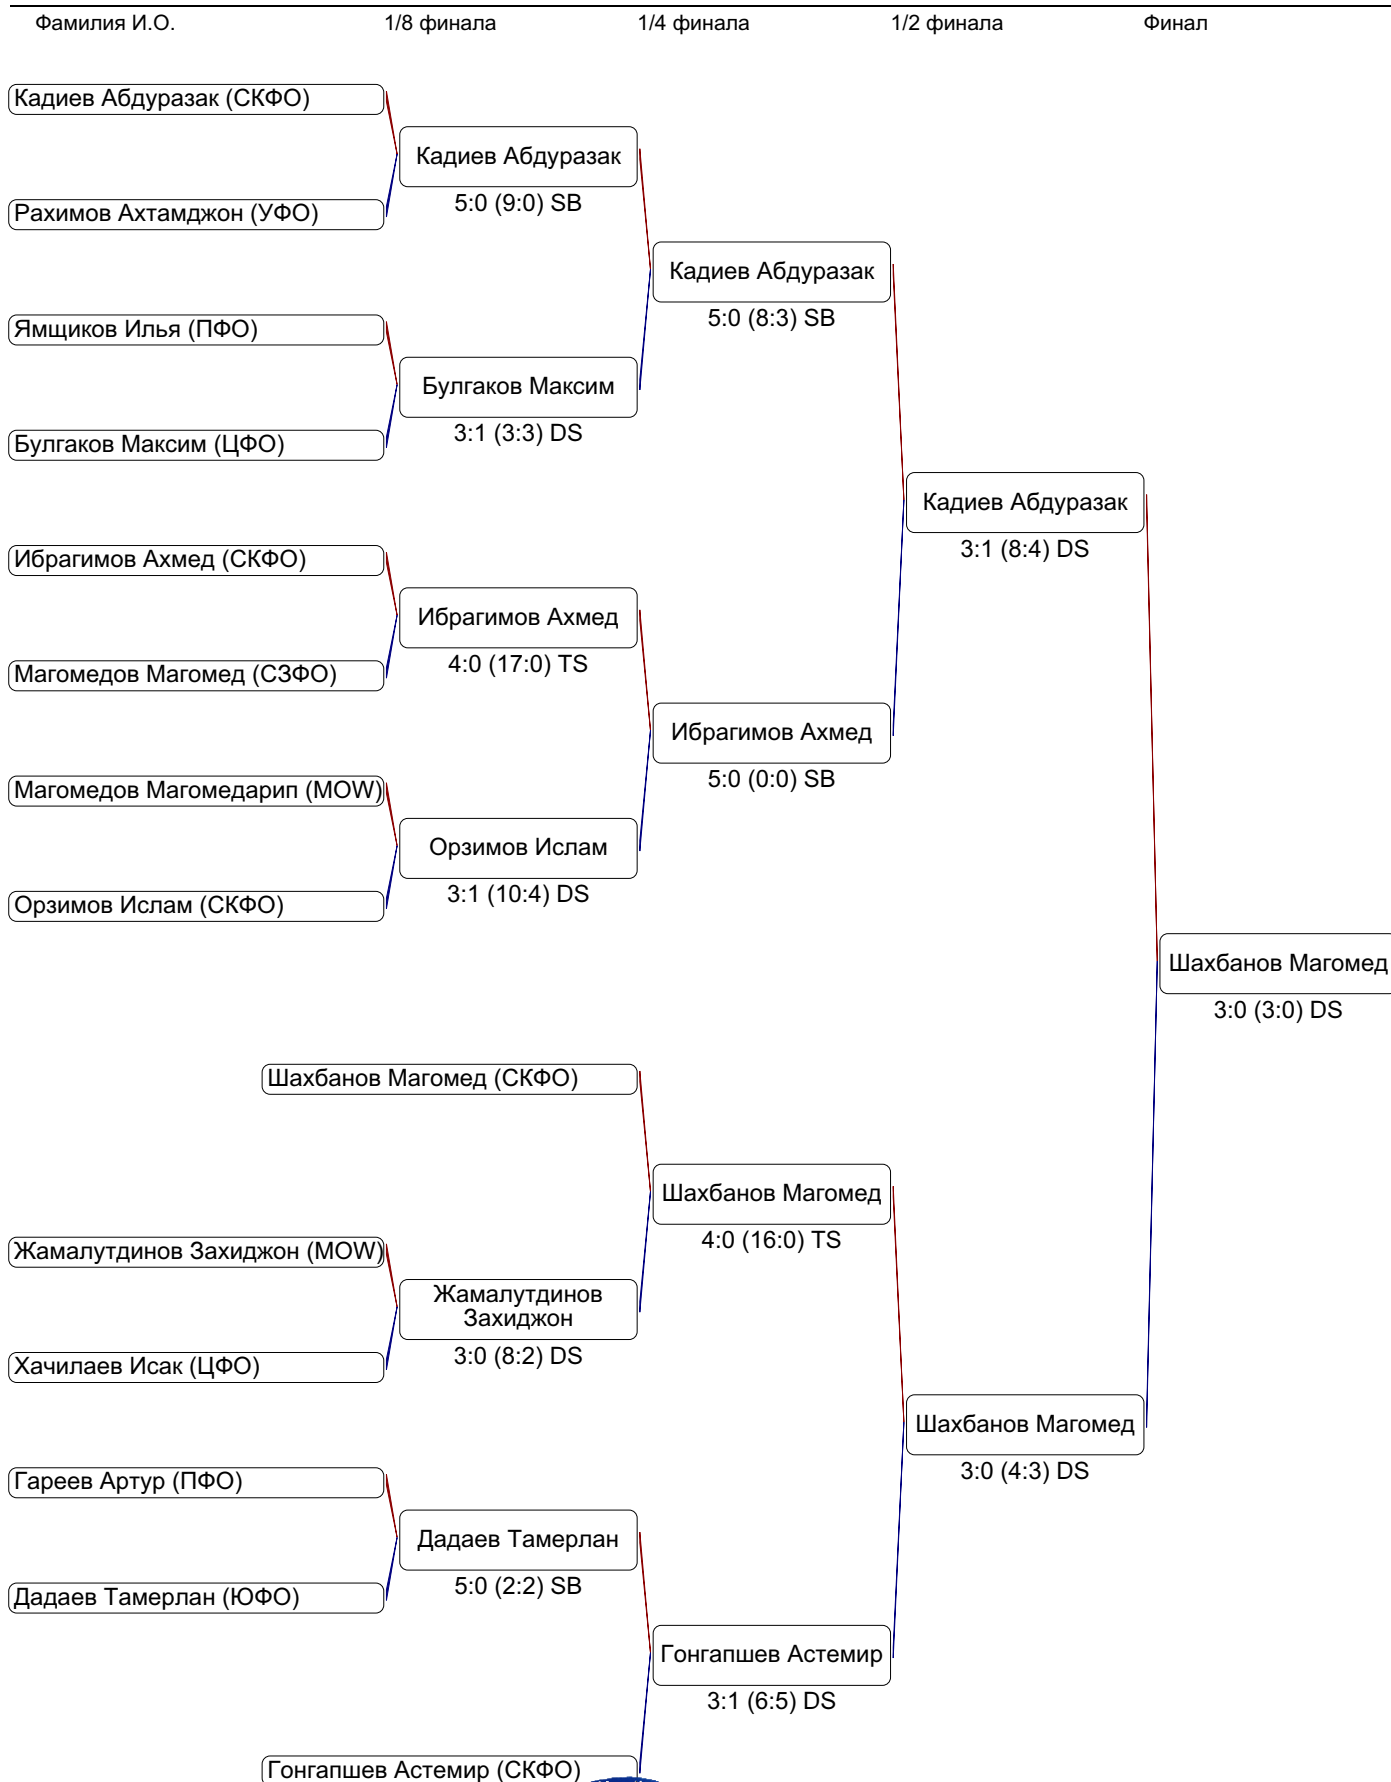 Фамилия И.О. 1/8 финала 1/4 финала 1/2 финала Финал
Кадиев Абдуразак (СКФО)
Кадиев Абдуразак
5:0 (9:0) SB
Рахимов Ахтамджон (УФО)
Кадиев Абдуразак
5:0 (8:3) SB
Ямщиков Илья (ПФО)
Булгаков Максим
3:1 (3:3) DS
Булгаков Максим (ЦФО)
Кадиев Абдуразак
3:1 (8:4) DS
Ибрагимов Ахмед (СКФО)
Ибрагимов Ахмед
4:0 (17:0) TS
Магомедов Магомед (СЗФО)
Ибрагимов Ахмед
5:0 (0:0) SB
Магомедов Магомедарип (MOW)
Орзимов Ислам
3:1 (10:4) DS
Орзимов Ислам (СКФО)
Шахбанов Магомед
3:0 (3:0) DS
Шахбанов Магомед (СКФО)
Шахбанов Магомед
4:0 (16:0) TS
Жамалутдинов Захиджон (MOW)
Жамалутдинов
Захиджон
3:0 (8:2) DS
Хачилаев Исак (ЦФО)
Шахбанов Магомед
3:0 (4:3) DS
Гареев Артур (ПФО)
Дадаев Тамерлан
5:0 (2:2) SB
Дадаев Тамерлан (ЮФО)
Гонгапшев Астемир
3:1 (6:5) DS
Гонгапшев Астемир (СКФО)